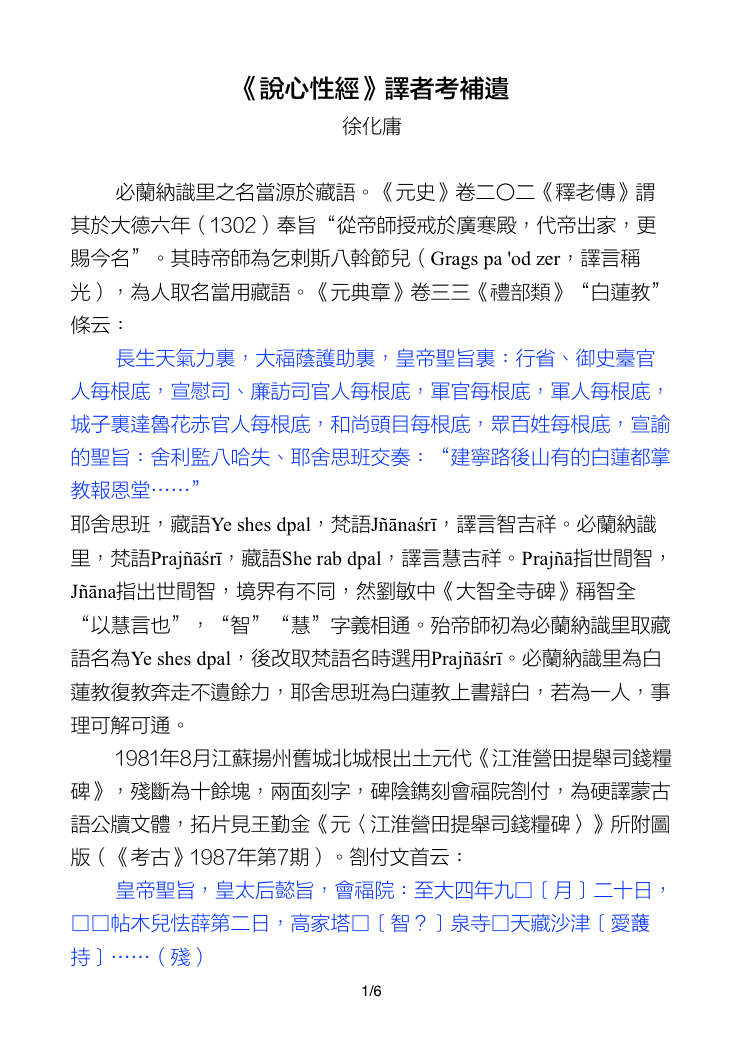 《說心性經》譯者考補遺
徐化庸
必蘭納識里之名當源於藏語。《元史》卷二〇二《釋老傳》謂
其於大德六年（1302）奉旨“從帝師授戒於廣寒殿，代帝出家，更
賜今名”。其時帝師為乞剌斯八斡節兒（Grags pa 'od zer，譯言稱
光），為人取名當用藏語。《元典章》卷三三《禮部類》“白蓮教”
條云：
長生天氣力裏，大福蔭護助裏，皇帝聖旨裏：行省、御史臺官
人每根底，宣慰司、廉訪司官人每根底，軍官每根底，軍人每根底，
城子裏達魯花赤官人每根底，和尚頭目每根底，眾百姓每根底，宣諭
的聖旨：舍利監八哈失、耶舍思班交奏：“建寧路後山有的白蓮都掌
教報恩堂……”
耶舍思班，藏語Ye shes dpal，梵語Jñānaśrī，譯言智吉祥。必蘭納識
里，梵語Prajñāśrī，藏語She rab dpal，譯言慧吉祥。Prajñā指世間智，
Jñāna指出世間智，境界有不同，然劉敏中《大智全寺碑》稱智全
“以慧言也”，“智”“慧”字義相通。殆帝師初為必蘭納識里取藏
語名為Ye shes dpal，後改取梵語名時選用Prajñāśrī。必蘭納識里為白
蓮教復教奔走不遺餘力，耶舍思班為白蓮教上書辯白，若為一人，事
理可解可通。
1981年8月江蘇揚州舊城北城根出土元代《江淮營田提舉司錢糧
碑》，殘斷為十餘塊，兩面刻字，碑陰鐫刻會福院劄付，為硬譯蒙古
語公牘文體，拓片見王勤金《元〈江淮營田提舉司錢糧碑〉》所附圖
版（《考古》1987年第7期）。劄付文首云：
皇帝聖旨，皇太后懿旨，會福院：至大四年九□〔月〕二十日，
□□帖木兒怯薛第二日，高家塔□〔智？〕泉寺□天藏沙津〔愛護
持〕……（殘）
1/6